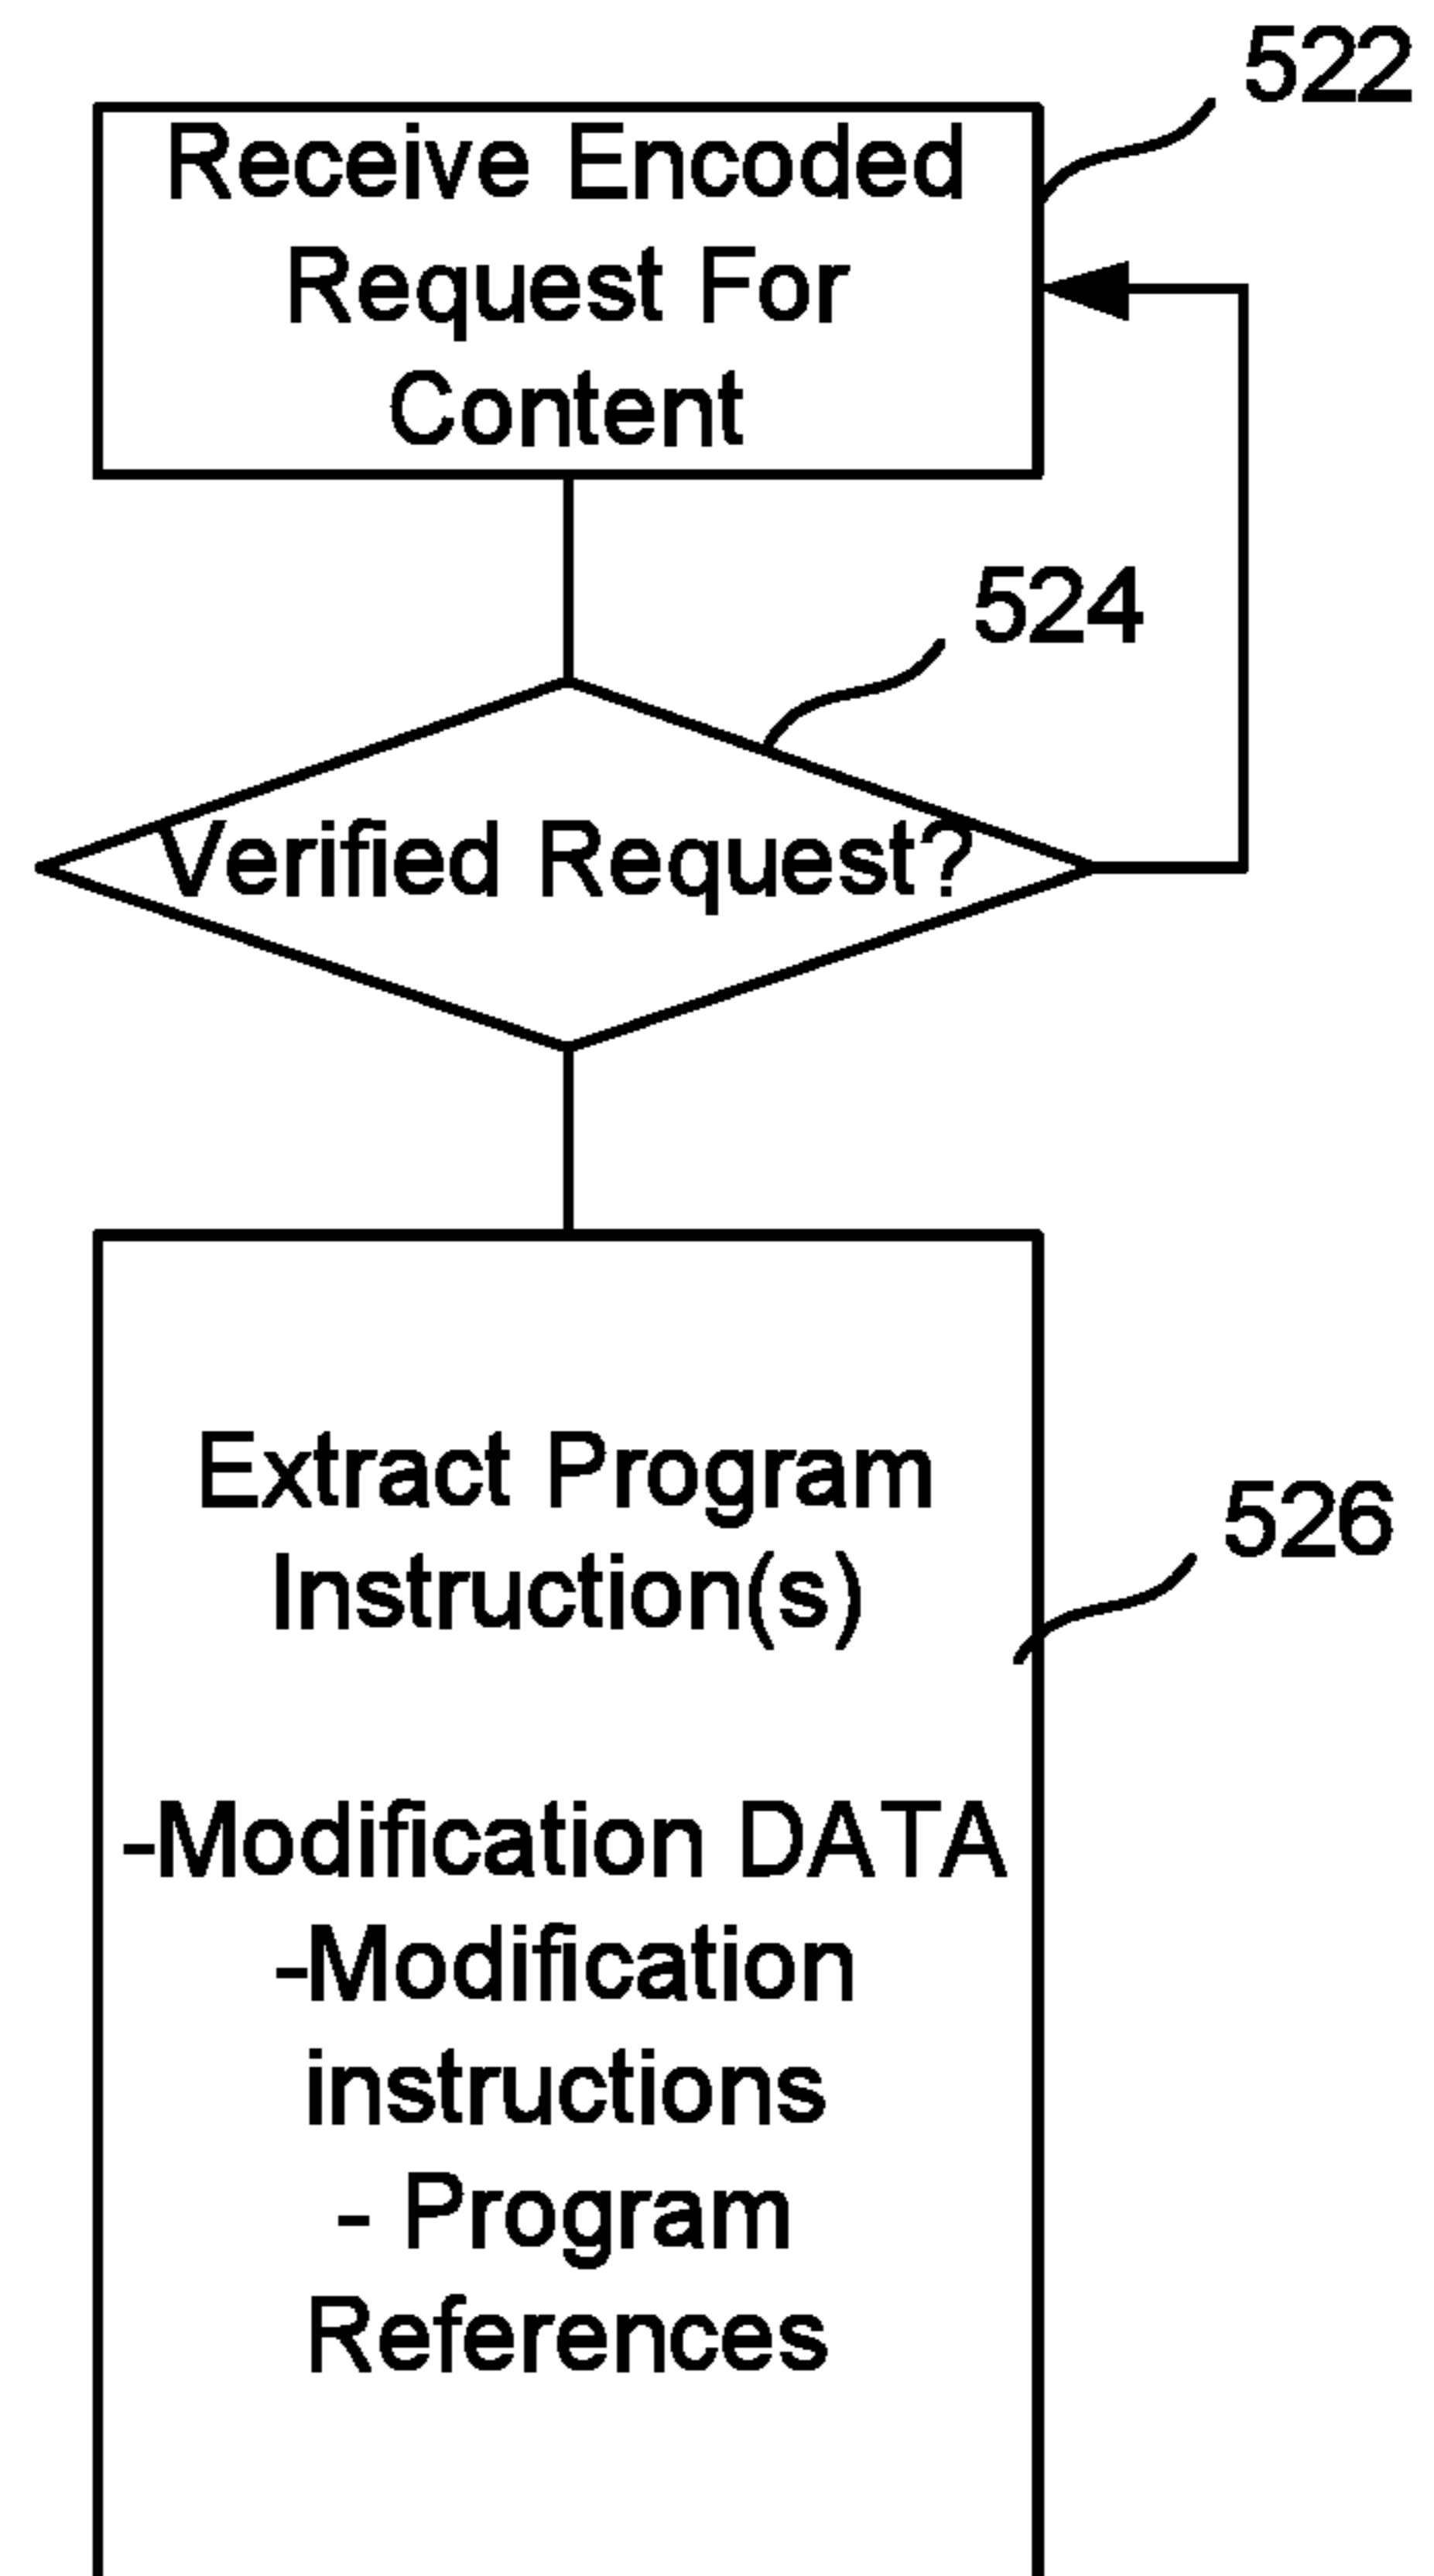 522
Receive Encoded
Request For
Content
524
Verified Request?
Extract Program
Instruction(s)
526
-Modification DATA
-Modification
instructions
- Program
References